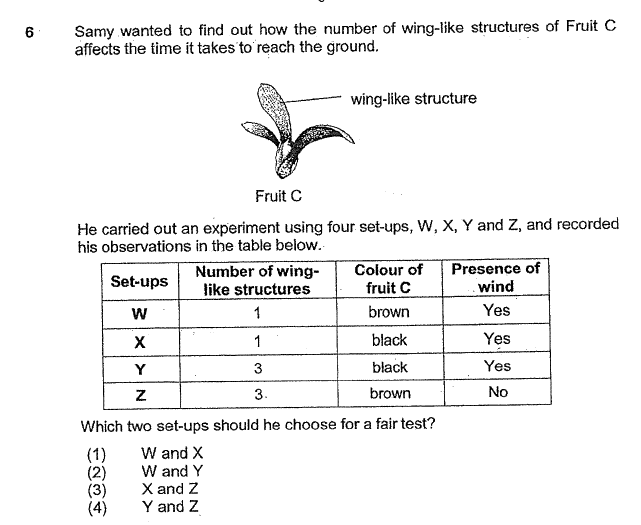 6 Samy wanted to find out how the number of wing-like structures of Fruit C
affects the time it takes to reach the ground.
wing-like structure
Fruit C
He carried out an experiment using four set-ups, W, X, Y and Z, and recorded
his observations in the table below.
Set-ups Number of wing-like structures Colour of fruit C Presence of wind
W 1 brown Yes
X 1 black Yes
Y 3 black Yes
Z 3 brown No
Which two set-ups should he choose for a fair test?
(1) W and X
(2) W and Y
(3) X and Z
(4) Y and Z